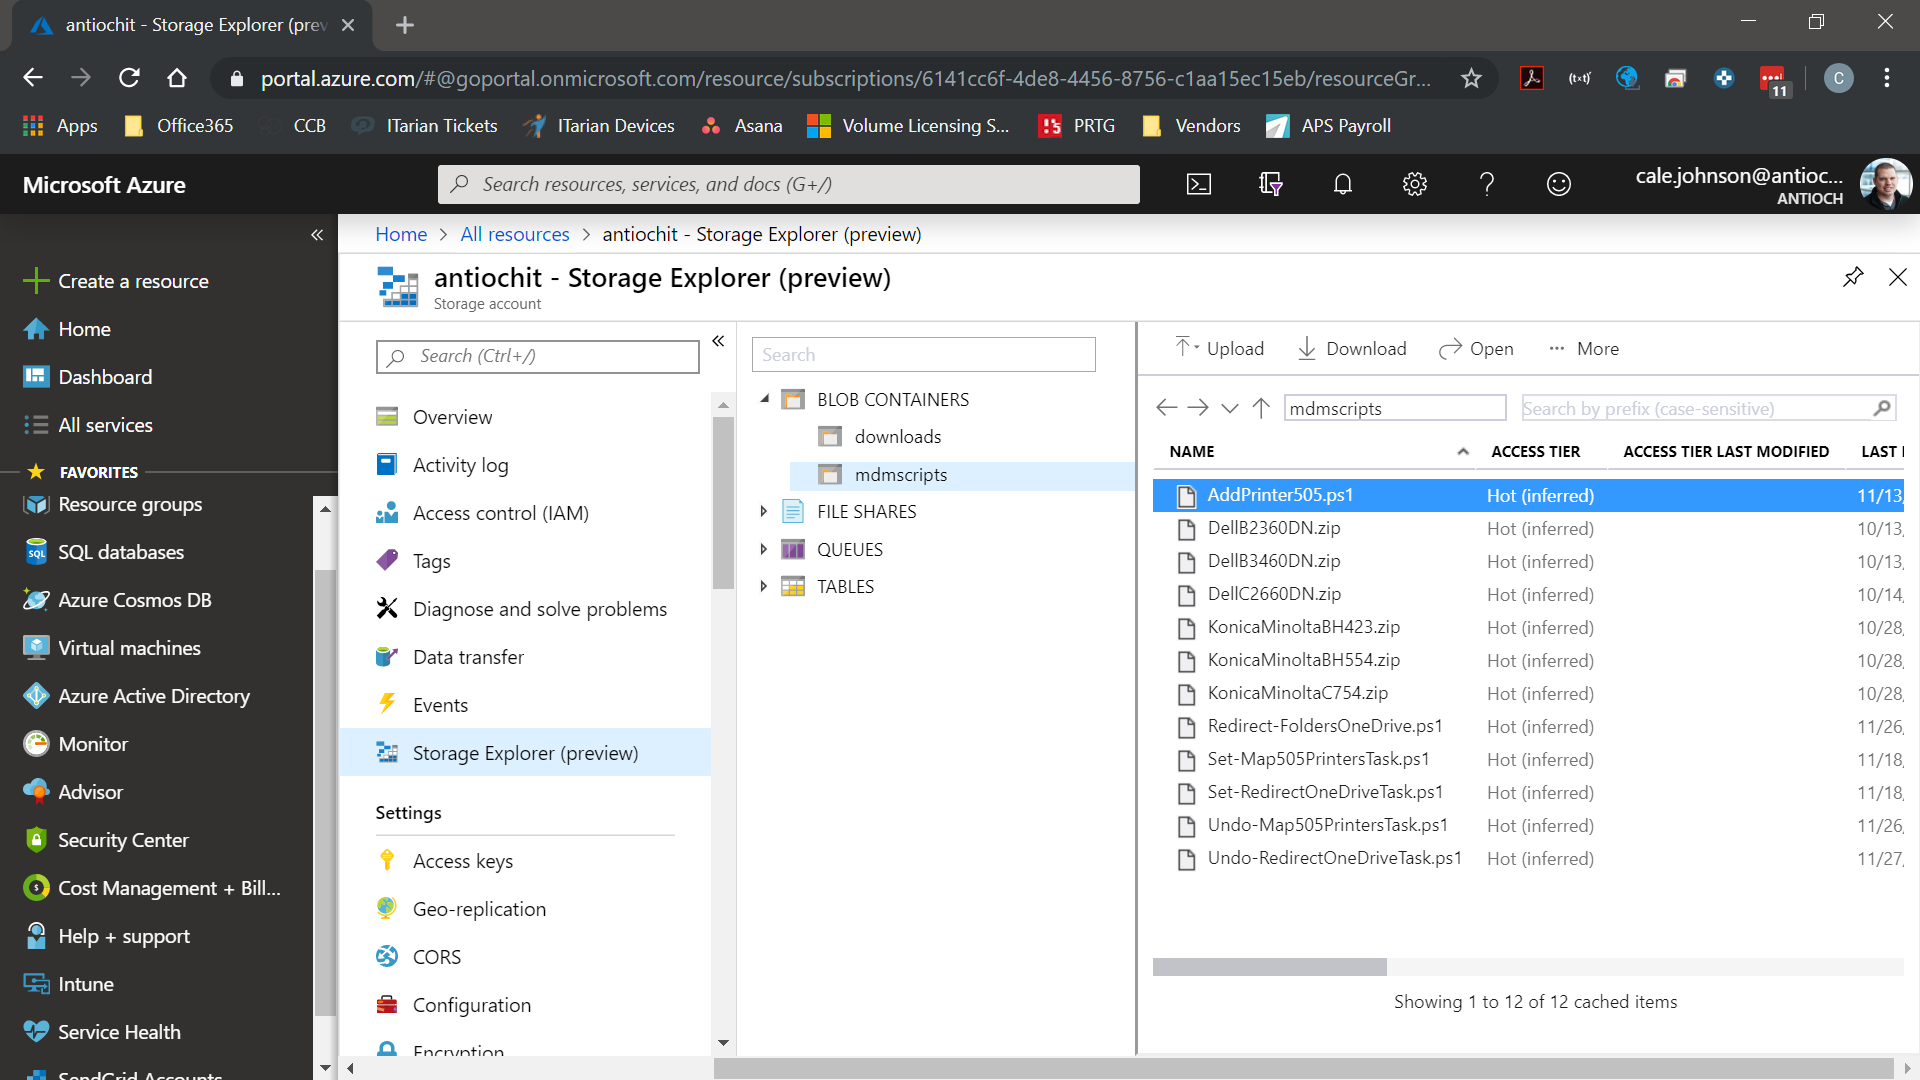 antiochit - Storage Explorer (prev
portal.azure.com/#@goportal.onmicrosoft.com/resource/subscriptions/6141cc6f-4de8-4456-8756-c1aa15ec15eb/resourceGr...
(txt)
11
C
Apps
Office365
CCB
ITarian Tickets
ITarian Devices
Asana
Volume Licensing S...
PRTG
Vendors
APS Payroll
Microsoft Azure
Search resources, services, and docs (G+/)
cale.johnson@antioc...
ANTIOCH
Create a resource
Home
Dashboard
All services
FAVORITES
Resource groups
SQL
SQL databases
Azure Cosmos DB
Virtual machines
Azure Active Directory
Monitor
Advisor
Security Center
Cost Management + Bill...
Help + support
Intune
Service Health
SendGrid Accounts
Home > All resources > antiochit - Storage Explorer (preview)
antiochit - Storage Explorer (preview)
Storage account
Search (Ctrl+/)
Overview
Activity log
Access control (IAM)
Tags
Diagnose and solve problems
Data transfer
Events
Storage Explorer (preview)
Settings
Access keys
Geo-replication
CORS
Configuration
Encryption
Search
BLOB CONTAINERS
downloads
mdmscripts
FILE SHARES
QUEUES
TABLES
Upload
Download
Open
More
mdmscripts
Search by prefix (case-sensitive)
NAME ACCESS TIER ACCESS TIER LAST MODIFIED LAST
AddPrinter505.ps1 Hot (inferred) 11/13,
DellB2360DN.zip Hot (inferred) 10/13,
DellB3460DN.zip Hot (inferred) 10/13,
DellC2660DN.zip Hot (inferred) 10/14,
KonicaMinoltaBH423.zip Hot (inferred) 10/28,
KonicaMinoltaBH554.zip Hot (inferred) 10/28,
KonicaMinoltaC754.zip Hot (inferred) 10/28,
Redirect-FoldersOneDrive.ps1 Hot (inferred) 11/26,
Set-Map505PrintersTask.ps1 Hot (inferred) 11/18,
Set-RedirectOneDriveTask.ps1 Hot (inferred) 11/18,
Undo-Map505PrintersTask.ps1 Hot (inferred) 11/26,
Undo-RedirectOneDriveTask.ps1 Hot (inferred) 11/27,
Showing 1 to 12 of 12 cached items